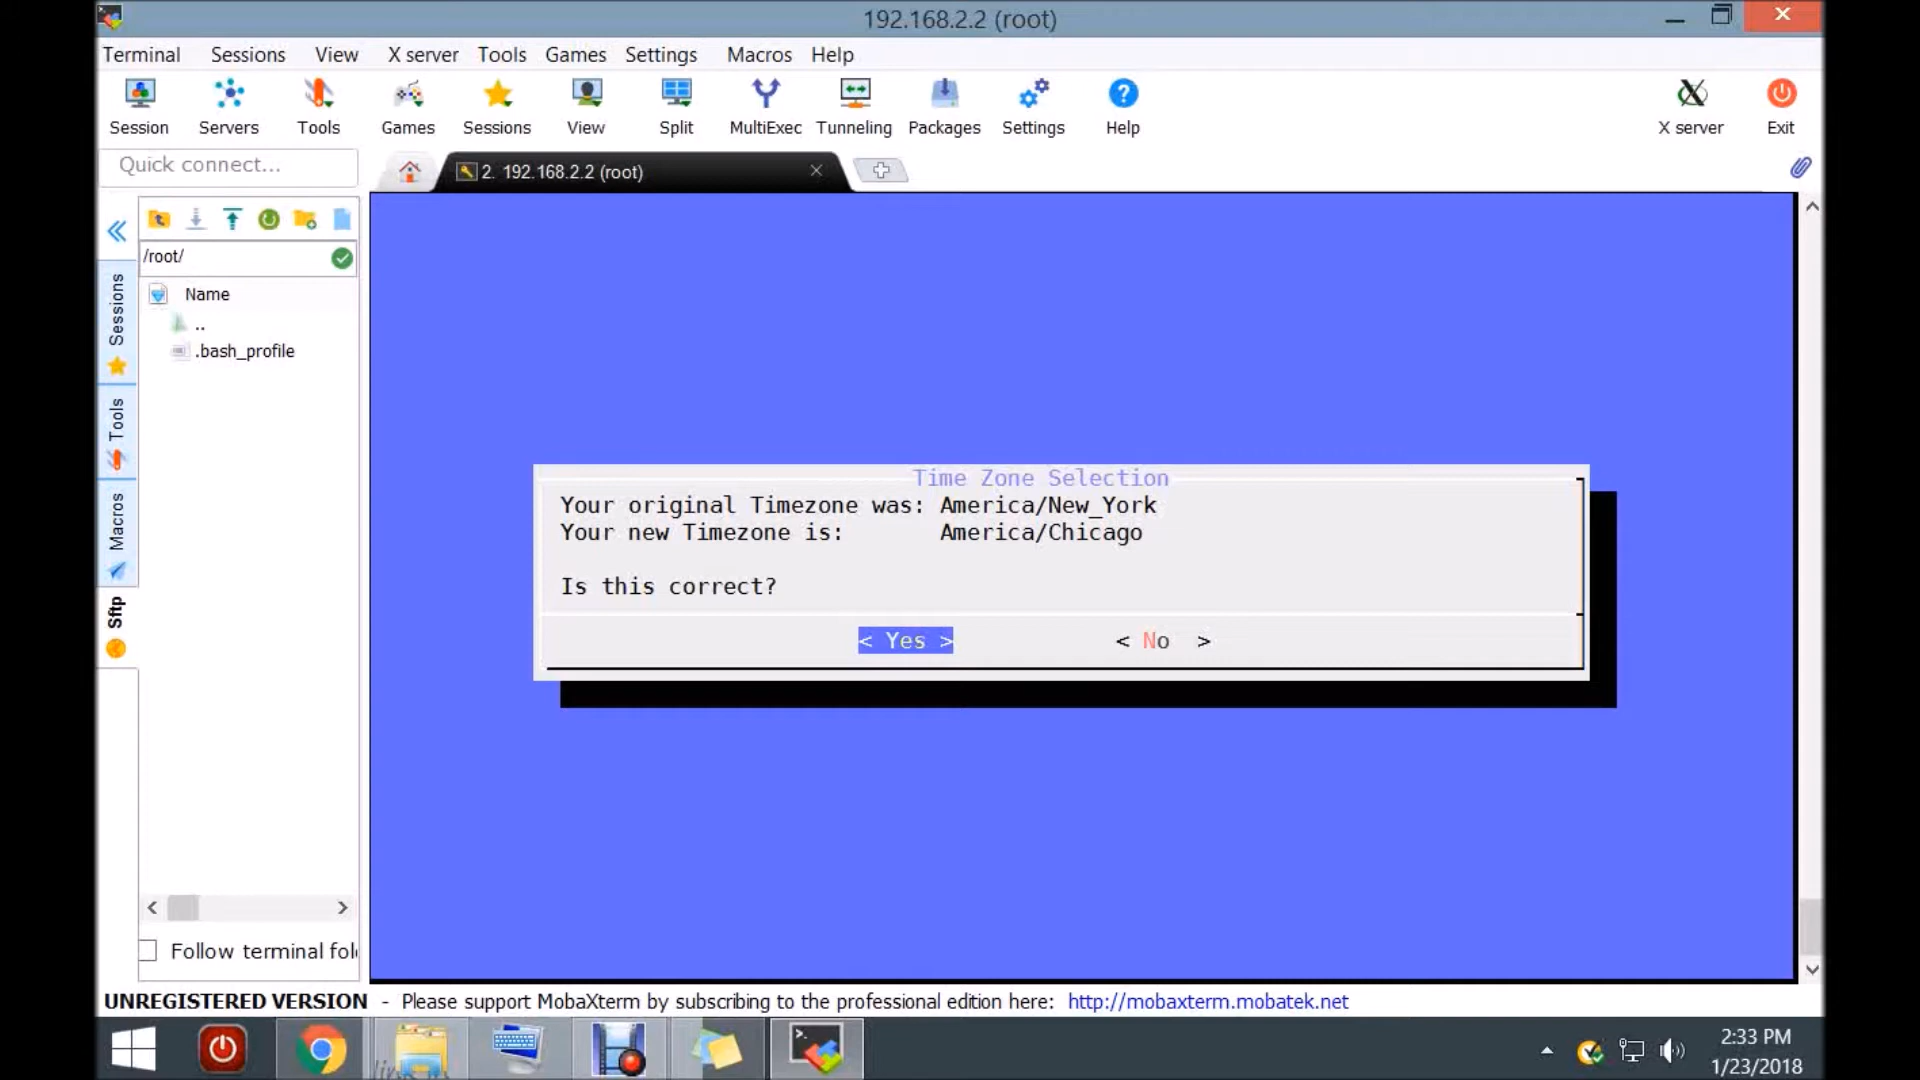 192.168.2.2 (root)
Terminal Sessions View X server Tools Games Settings Macros Help
Session Servers Tools Games Sessions View Split MultiExec Tunneling Packages Settings Help X server Exit
Quick connect...
2. 192.168.2.2 (root)
/root/
Name
..
.bash_profile
Sessions
Tools
Macros
Sftp
Time Zone Selection
Your original Timezone was: America/New_York
Your new Timezone is: America/Chicago
Is this correct?
< Yes > < No >
Follow terminal fol
UNREGISTERED VERSION - Please support MobaXterm by subscribing to the professional edition here: http://mobaxterm.mobatek.net
2:33 PM
1/23/2018